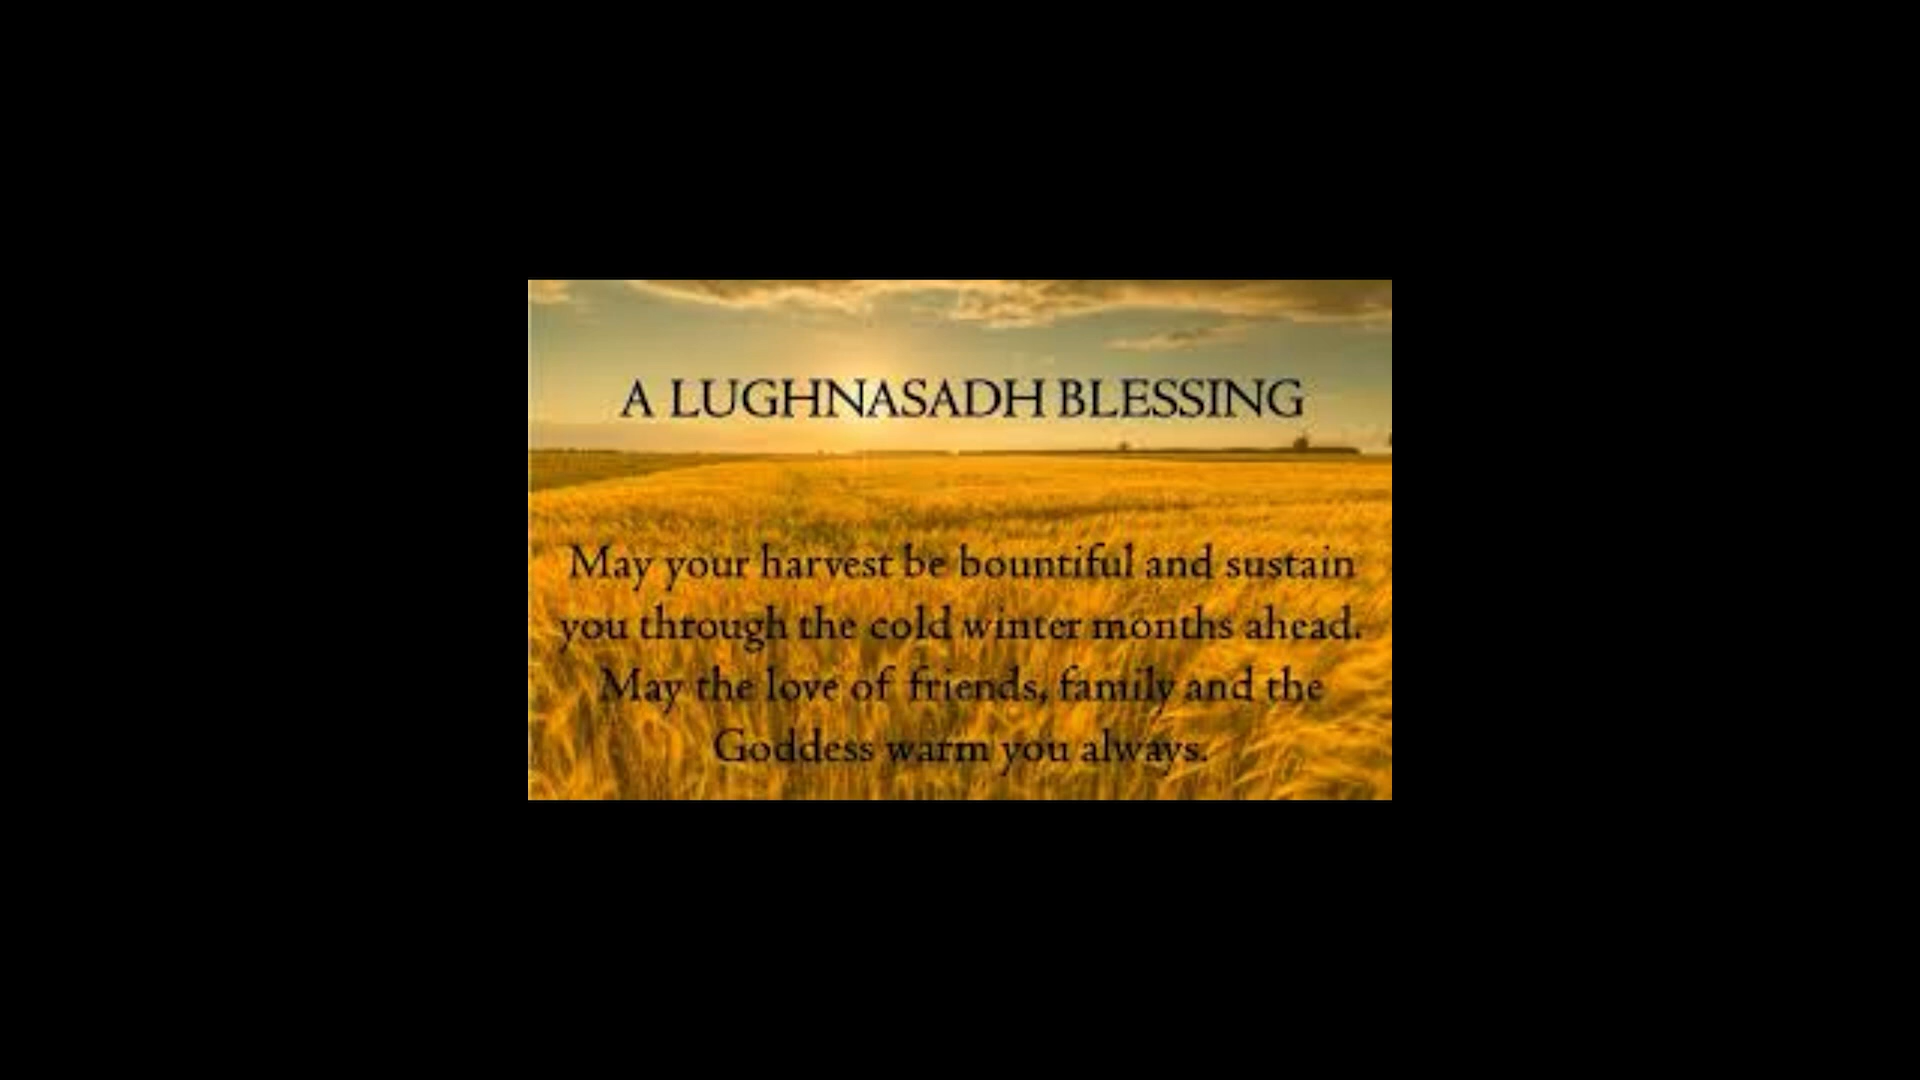 A LUGHNASADH BLESSING
May your harvest be bountiful and sustain
you through the cold winter months ahead.
May the love of friends, family and the
Goddess warm you always.